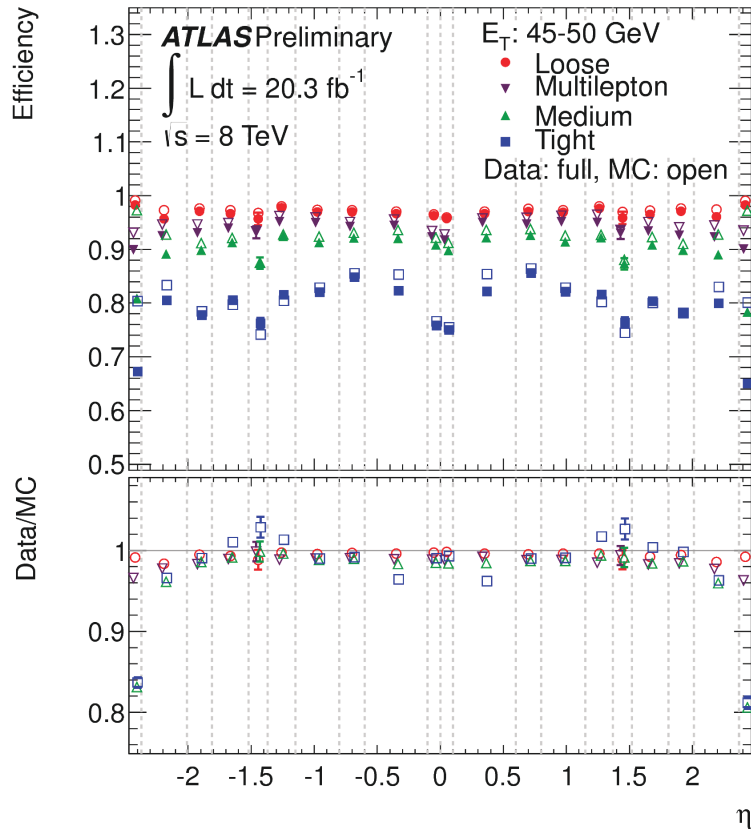 Efficiency
1.3
1.2
1.1
1
0.9
0.8
0.7
0.6
0.5
ATLAS Preliminary
∫ L dt = 20.3 fb⁻¹
√s = 8 TeV
E_T: 45-50 GeV
Loose
Multilepton
Medium
Tight
Data: full, MC: open
Data/MC
1
0.9
0.8
-2 -1.5 -1 -0.5 0 0.5 1 1.5 2
η